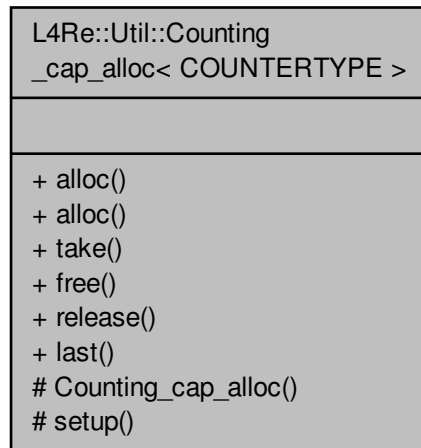 L4Re::Util::Counting
_cap_alloc< COUNTERTYPE >
+ alloc()
+ alloc()
+ take()
+ free()
+ release()
+ last()
# Counting_cap_alloc()
# setup()